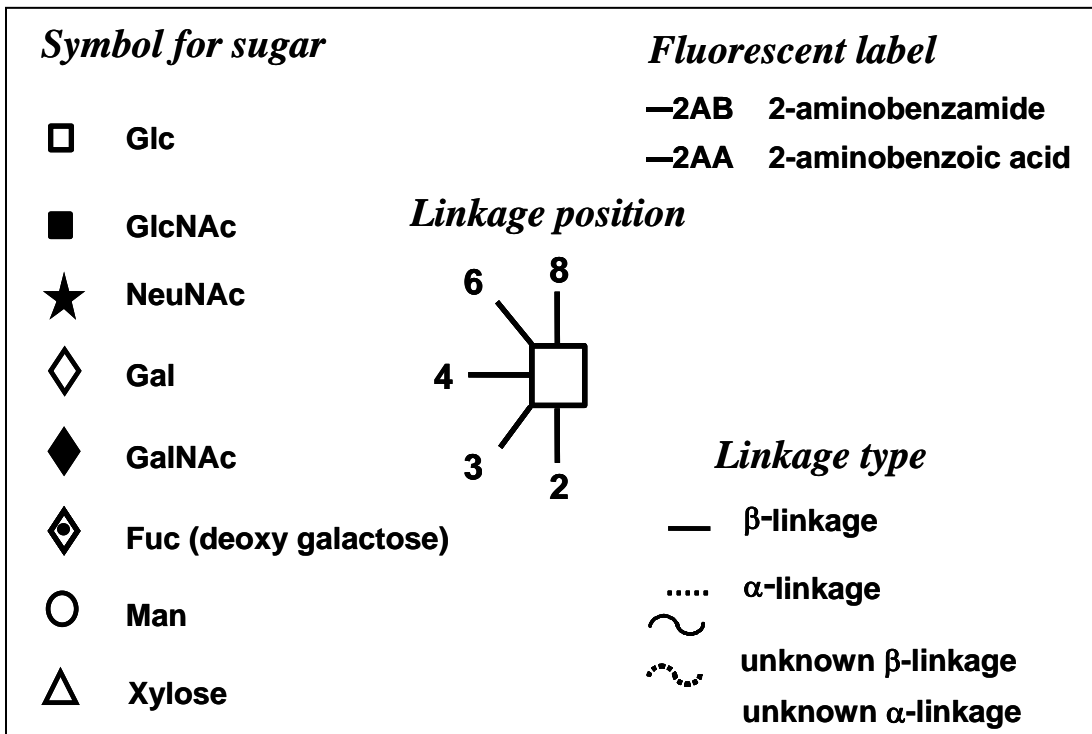 Symbol for sugar
Glc
GlcNAc
NeuNAc
Gal
GalNAc
Fuc (deoxy galactose)
Man
Xylose
Fluorescent label
—2AB 2-aminobenzamide
—2AA 2-aminobenzoic acid
Linkage position
8
6
4
3
2
Linkage type
β-linkage
α-linkage
unknown β-linkage
unknown α-linkage